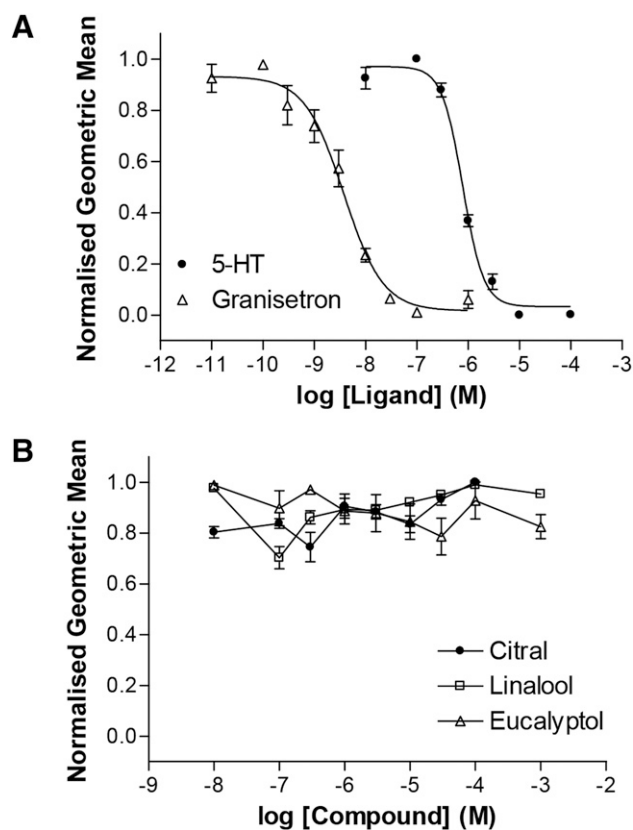 A
Normalised Geometric Mean
1.0
0.8
0.6
0.4
0.2
0.0
5-HT
Granisetron
-12 -11 -10 -9 -8 -7 -6 -5 -4 -3
log [Ligand] (M)
B
Normalised Geometric Mean
1.0
0.8
0.6
0.4
0.2
0.0
Citral
Linalool
Eucalyptol
-9 -8 -7 -6 -5 -4 -3 -2
log [Compound] (M)